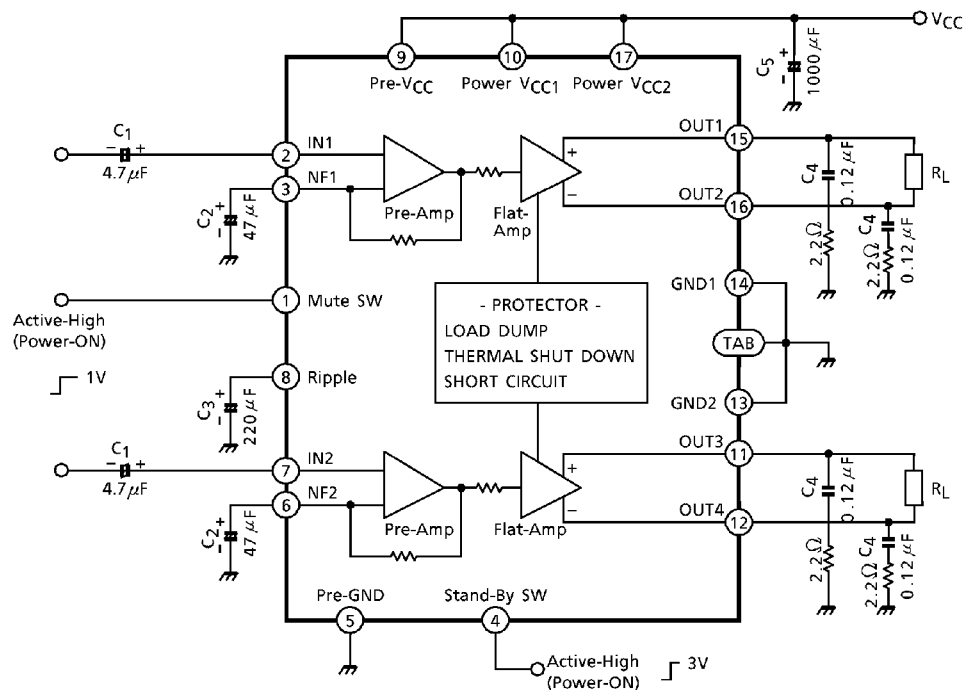 VCC
9
10
17
Pre-VCC
Power VCC1
Power VCC2
C5
+
-
1000 μF
C1
- +
4.7μF
2
IN1
3
NF1
C2
+
-
47 μF
Pre-Amp
Flat-
Amp
+
-
OUT1
15
OUT2
16
C4
0.12 μF
2.2Ω
C4
0.12 μF
2.2Ω
RL
1
Mute SW
Active-High
(Power-ON)
1V
8
Ripple
C3
+
-
220 μF
- PROTECTOR -
LOAD DUMP
THERMAL SHUT DOWN
SHORT CIRCUIT
GND1
14
TAB
GND2
13
C1
- +
4.7μF
7
IN2
6
NF2
C2
+
-
47 μF
Pre-Amp
Flat-Amp
+
-
OUT3
11
OUT4
12
C4
0.12 μF
2.2Ω
C4
0.12 μF
2.2Ω
RL
Pre-GND
5
Stand-By SW
4
Active-High
(Power-ON)
3V